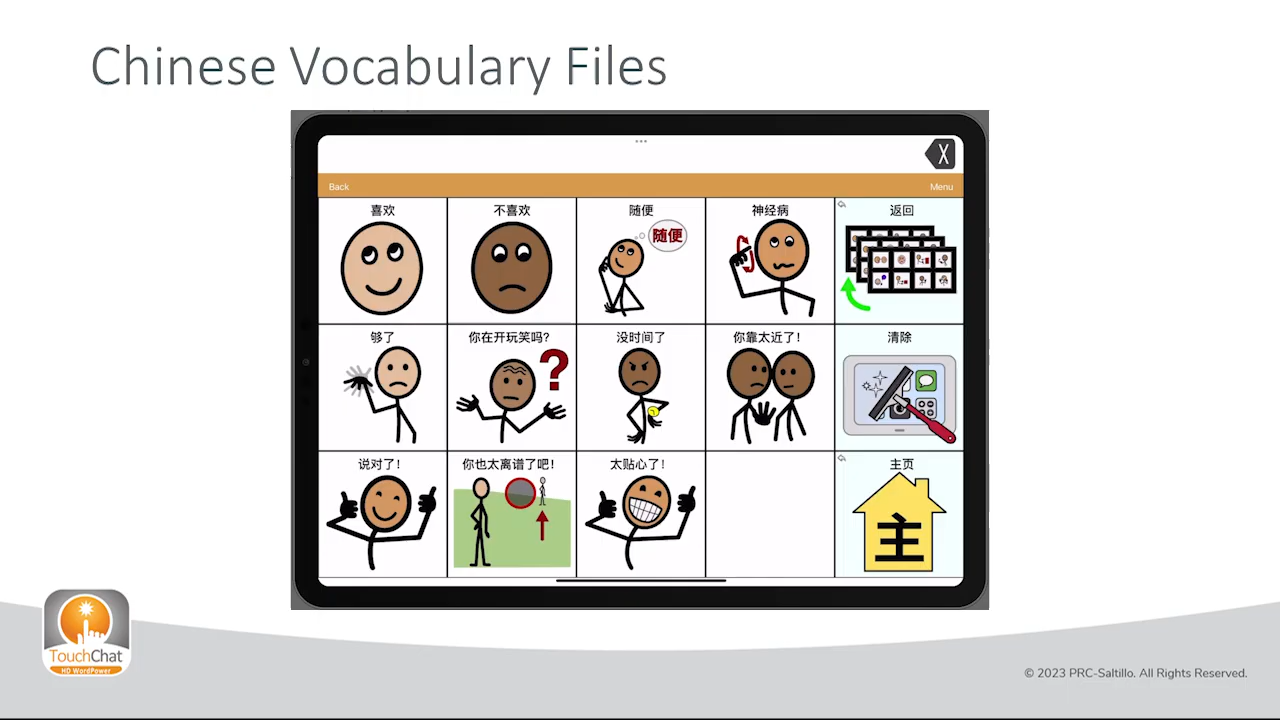 Chinese Vocabulary Files
X
Back
Menu
喜欢
不喜欢
随便
随便
神经病
返回
够了
你在开玩笑吗?
?
没时间了
你靠太近了!
清除
说对了!
你也太离谱了吧!
太贴心了!
主页
主
TouchChat
HD WordPower
© 2023 PRC-Saltillo. All Rights Reserved.